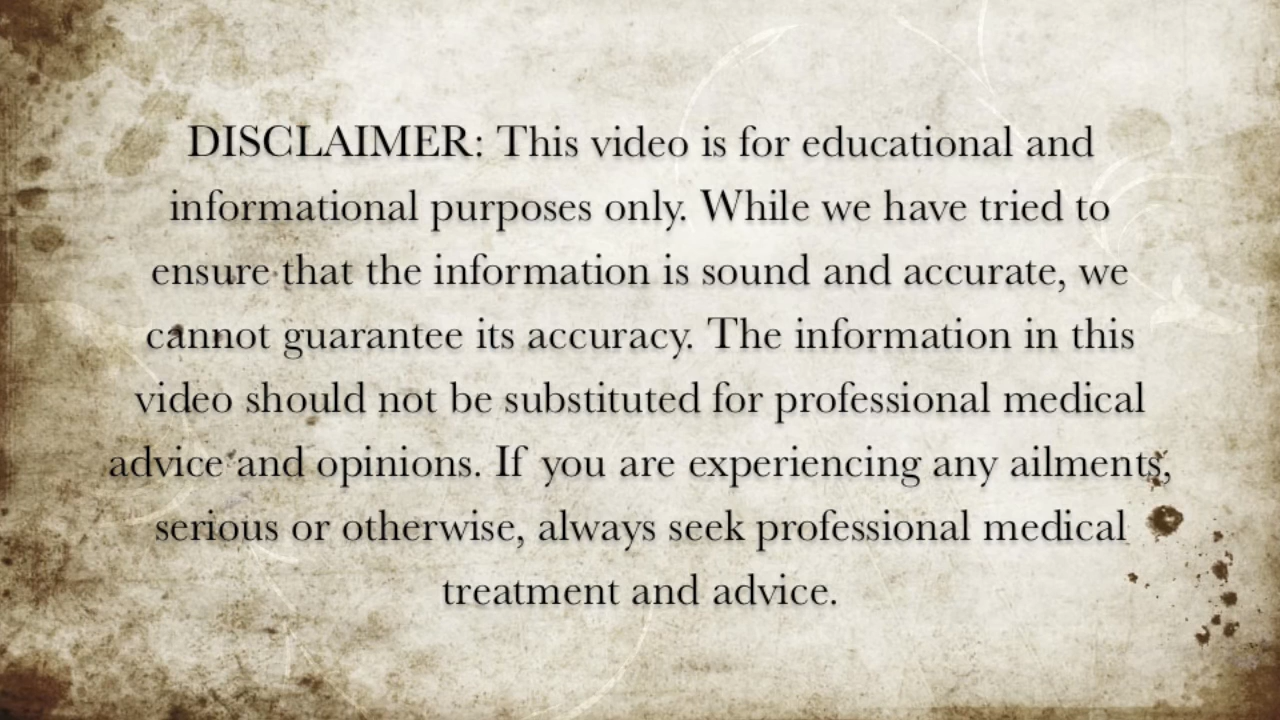 DISCLAIMER: This video is for educational and
informational purposes only. While we have tried to
ensure that the information is sound and accurate, we
cannot guarantee its accuracy. The information in this
video should not be substituted for professional medical
advice and opinions. If you are experiencing any ailments,
serious or otherwise, always seek professional medical
treatment and advice.